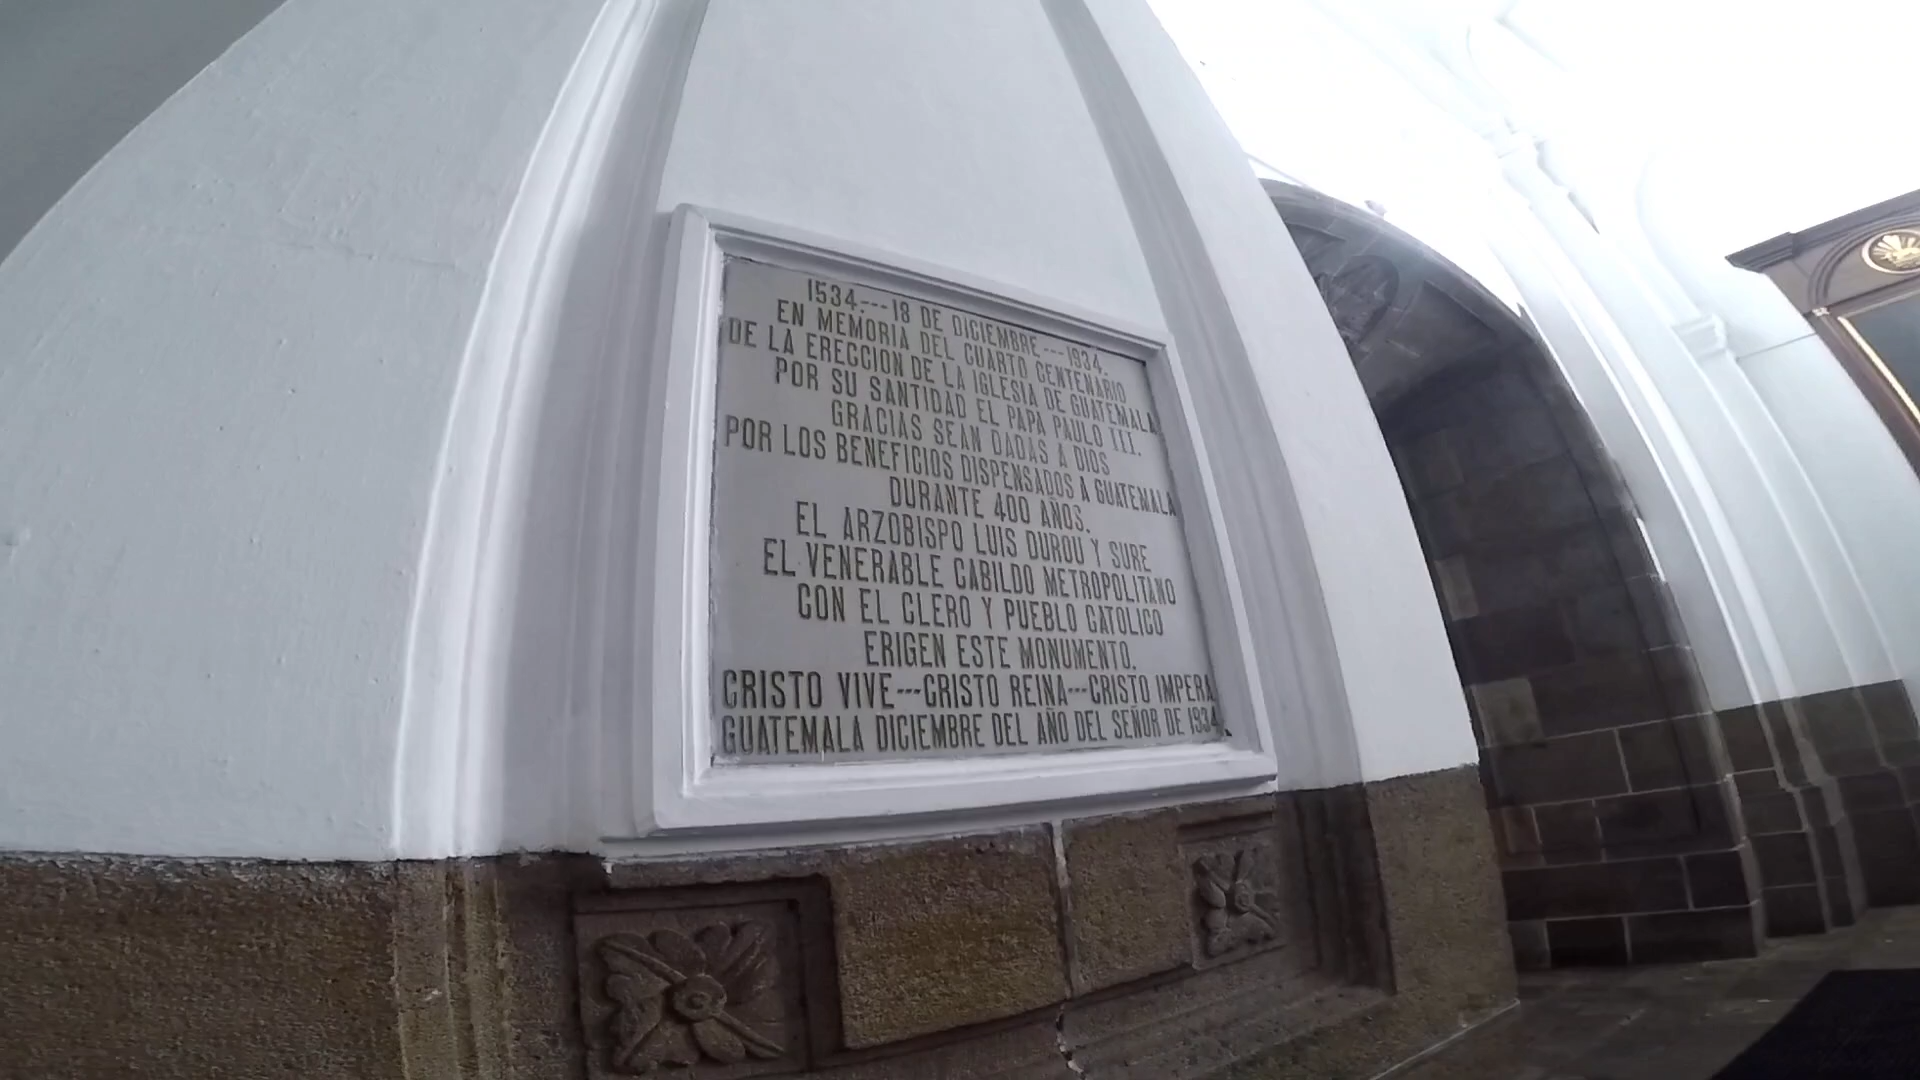 1534.---18 DE DICIEMBRE---1934.
EN MEMORIA DEL CUARTO CENTENARIO
DE LA ERECCION DE LA IGLESIA DE GUATEMALA
POR SU SANTIDAD EL PAPA PAULO III.
GRACIAS SEAN DADAS A DIOS
POR LOS BENEFICIOS DISPENSADOS A GUATEMALA
DURANTE 400 AÑOS.
EL ARZOBISPO LUIS DUROU Y SURE
EL VENERABLE CABILDO METROPOLITANO
CON EL CLERO Y PUEBLO CATOLICO
ERIGEN ESTE MONUMENTO.
CRISTO VIVE---CRISTO REINA---CRISTO IMPERA
GUATEMALA DICIEMBRE DEL AÑO DEL SEÑOR DE 1934.